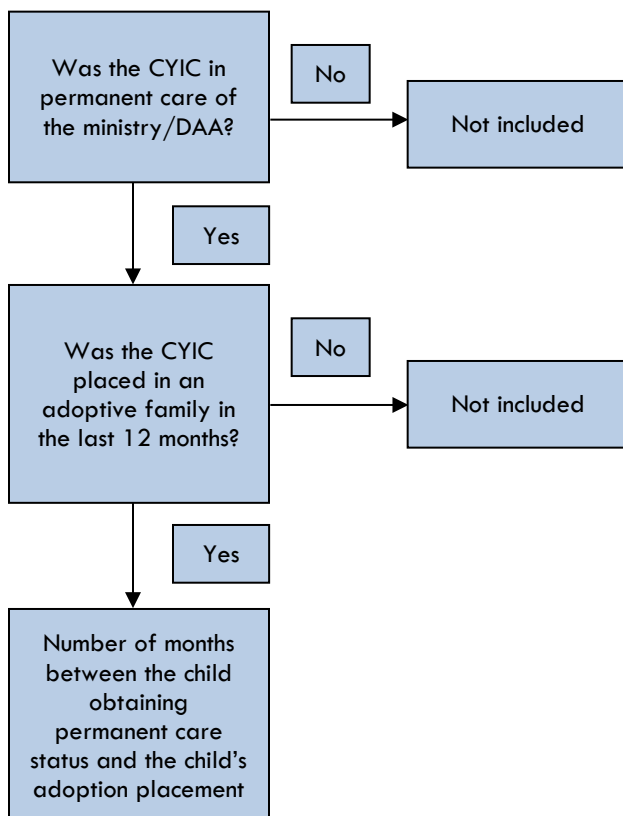 Was the CYIC in
permanent care of
the ministry/DAA?
No
Not included
Yes
Was the CYIC
placed in an
adoptive family in
the last 12 months?
No
Not included
Yes
Number of months
between the child
obtaining
permanent care
status and the child's
adoption placement